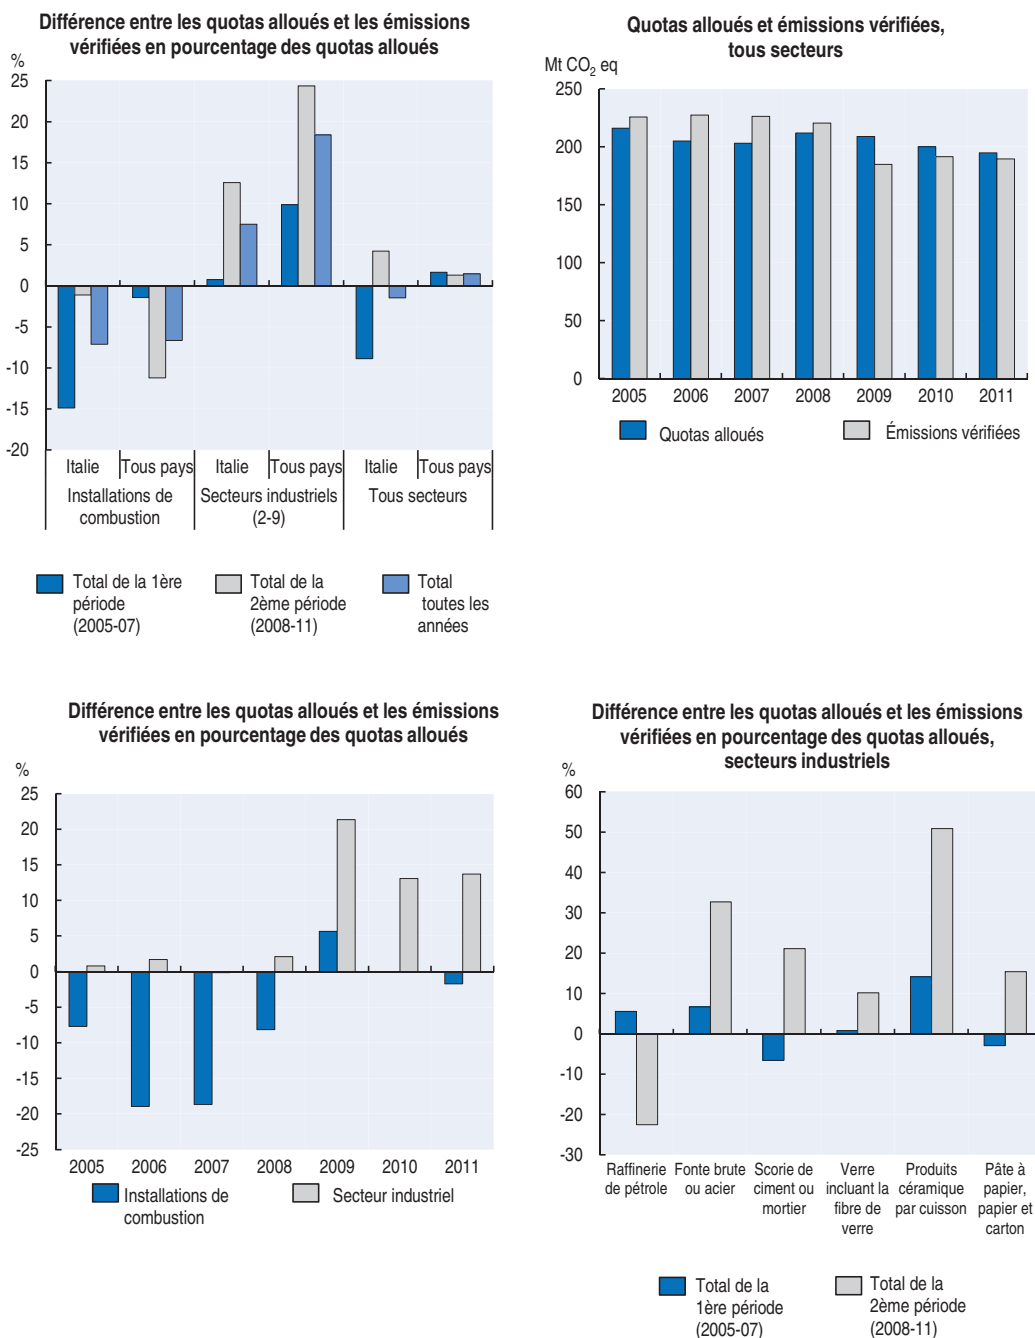 Différence entre les quotas alloués et les émissions
vérifiées en pourcentage des quotas alloués
%
25
20
15
10
5
0
-5
-10
-15
-20
Italie
Tous pays
Italie
Tous pays
Italie
Tous pays
Installations de
combustion
Secteurs industriels
(2-9)
Tous secteurs
Total de la 1ère
période
(2005-07)
Total de la
2ème période
(2008-11)
Total
toutes les
années
Quotas alloués et émissions vérifiées,
tous secteurs
Mt CO₂ eq
250
200
150
100
50
0
2005
2006
2007
2008
2009
2010
2011
Quotas alloués
Émissions vérifiées
Différence entre les quotas alloués et les émissions
vérifiées en pourcentage des quotas alloués
%
25
20
15
10
5
0
-5
-10
-15
-20
-25
2005
2006
2007
2008
2009
2010
2011
Installations de
combustion
Secteur industriel
Différence entre les quotas alloués et les émissions
vérifiées en pourcentage des quotas alloués,
secteurs industriels
%
60
50
40
30
20
10
0
-10
-20
-30
Raffinerie
de pétrole
Fonte brute
ou acier
Scorie de
ciment ou
mortier
Verre
incluant la
fibre de
verre
Produits
céramique
par cuisson
Pâte à
papier,
papier et
carton
Total de la
1ère période
(2005-07)
Total de la
2ème période
(2008-11)